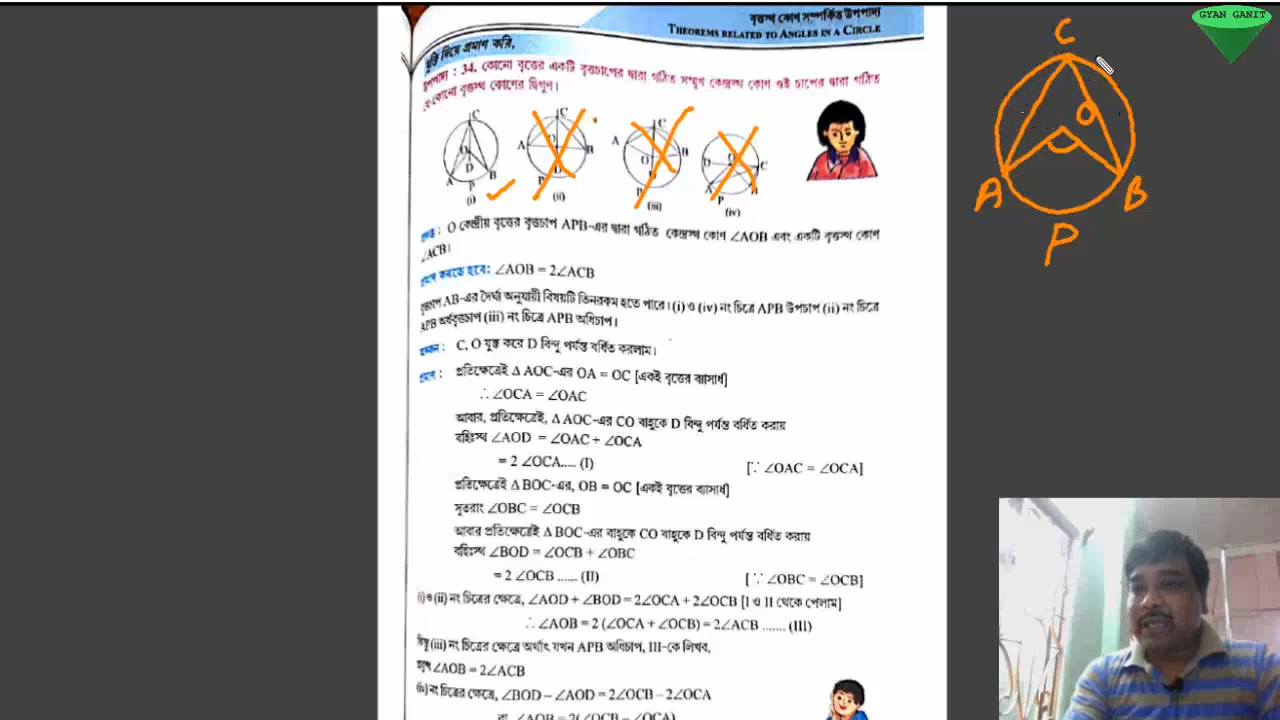 বৃত্তস্থ কোণ সম্পর্কিত উপপাদ্য
THEOREMS RELATED TO ANGLES IN A CIRCLE
GYAN GANIT
যুক্তি দিয়ে প্রমাণ করি,
উপপাদ্য : 34. কোনো বৃত্তের একটি বৃত্তচাপের দ্বারা গঠিত সম্মুখ কেন্দ্রস্থ কোণ ওই চাপের দ্বারা গঠিত
যে-কোনো বৃত্তস্থ কোণের দ্বিগুণ।
C
O
D
A B
P
(i)
C
A O B
D
P
(ii)
C
A
O B
P
(iii)
D O C
A
P
(iv)
C
O
A B
P
প্রদত্ত : O কেন্দ্রীয় বৃত্তের বৃত্তচাপ APB-এর দ্বারা গঠিত কেন্দ্রস্থ কোণ ∠AOB এবং একটি বৃত্তস্থ কোণ
∠ACB।
প্রমাণ করতে হবে: ∠AOB = 2∠ACB
বৃত্তচাপ AB-এর দৈর্ঘ্য অনুযায়ী বিষয়টি তিনরকম হতে পারে। (i) ও (iv) নং চিত্রে APB উপচাপ (ii) নং চিত্রে
APB অর্ধবৃত্তচাপ (iii) নং চিত্রে APB অধিচাপ।
অঙ্কন : C, O যুক্ত করে D বিন্দু পর্যন্ত বর্ধিত করলাম।
প্রমাণ : প্রতিক্ষেত্রেই Δ AOC-এর OA = OC [একই বৃত্তের ব্যাসার্ধ]
∴ ∠OCA = ∠OAC
আবার, প্রতিক্ষেত্রেই, Δ AOC-এর CO বাহুকে D বিন্দু পর্যন্ত বর্ধিত করায়
বহিঃস্থ ∠AOD = ∠OAC + ∠OCA
= 2 ∠OCA..... (I) [∵ ∠OAC = ∠OCA]
প্রতিক্ষেত্রেই Δ BOC-এর, OB = OC [একই বৃত্তের ব্যাসার্ধ]
সুতরাং ∠OBC = ∠OCB
আবার প্রতিক্ষেত্রেই Δ BOC-এর বাহুকে CO বাহুকে D বিন্দু পর্যন্ত বর্ধিত করায়
বহিঃস্থ ∠BOD = ∠OCB + ∠OBC
= 2 ∠OCB ...... (II) [∵ ∠OBC = ∠OCB]
(i) ও (ii) নং চিত্রের ক্ষেত্রে, ∠AOD + ∠BOD = 2∠OCA + 2∠OCB [I ও II থেকে পেলাম]
∴ ∠AOB = 2 (∠OCA + ∠OCB) = 2∠ACB ....... (III)
কিন্তু (iii) নং চিত্রের ক্ষেত্রে অর্থাৎ যখন APB অধিচাপ, III-কে লিখব,
প্রবৃদ্ধ ∠AOB = 2∠ACB
(iv) নং চিত্রের ক্ষেত্রে, ∠BOD – ∠AOD = 2∠OCB – 2∠OCA
বা, ∠AOB = 2(∠OCB – ∠OCA)